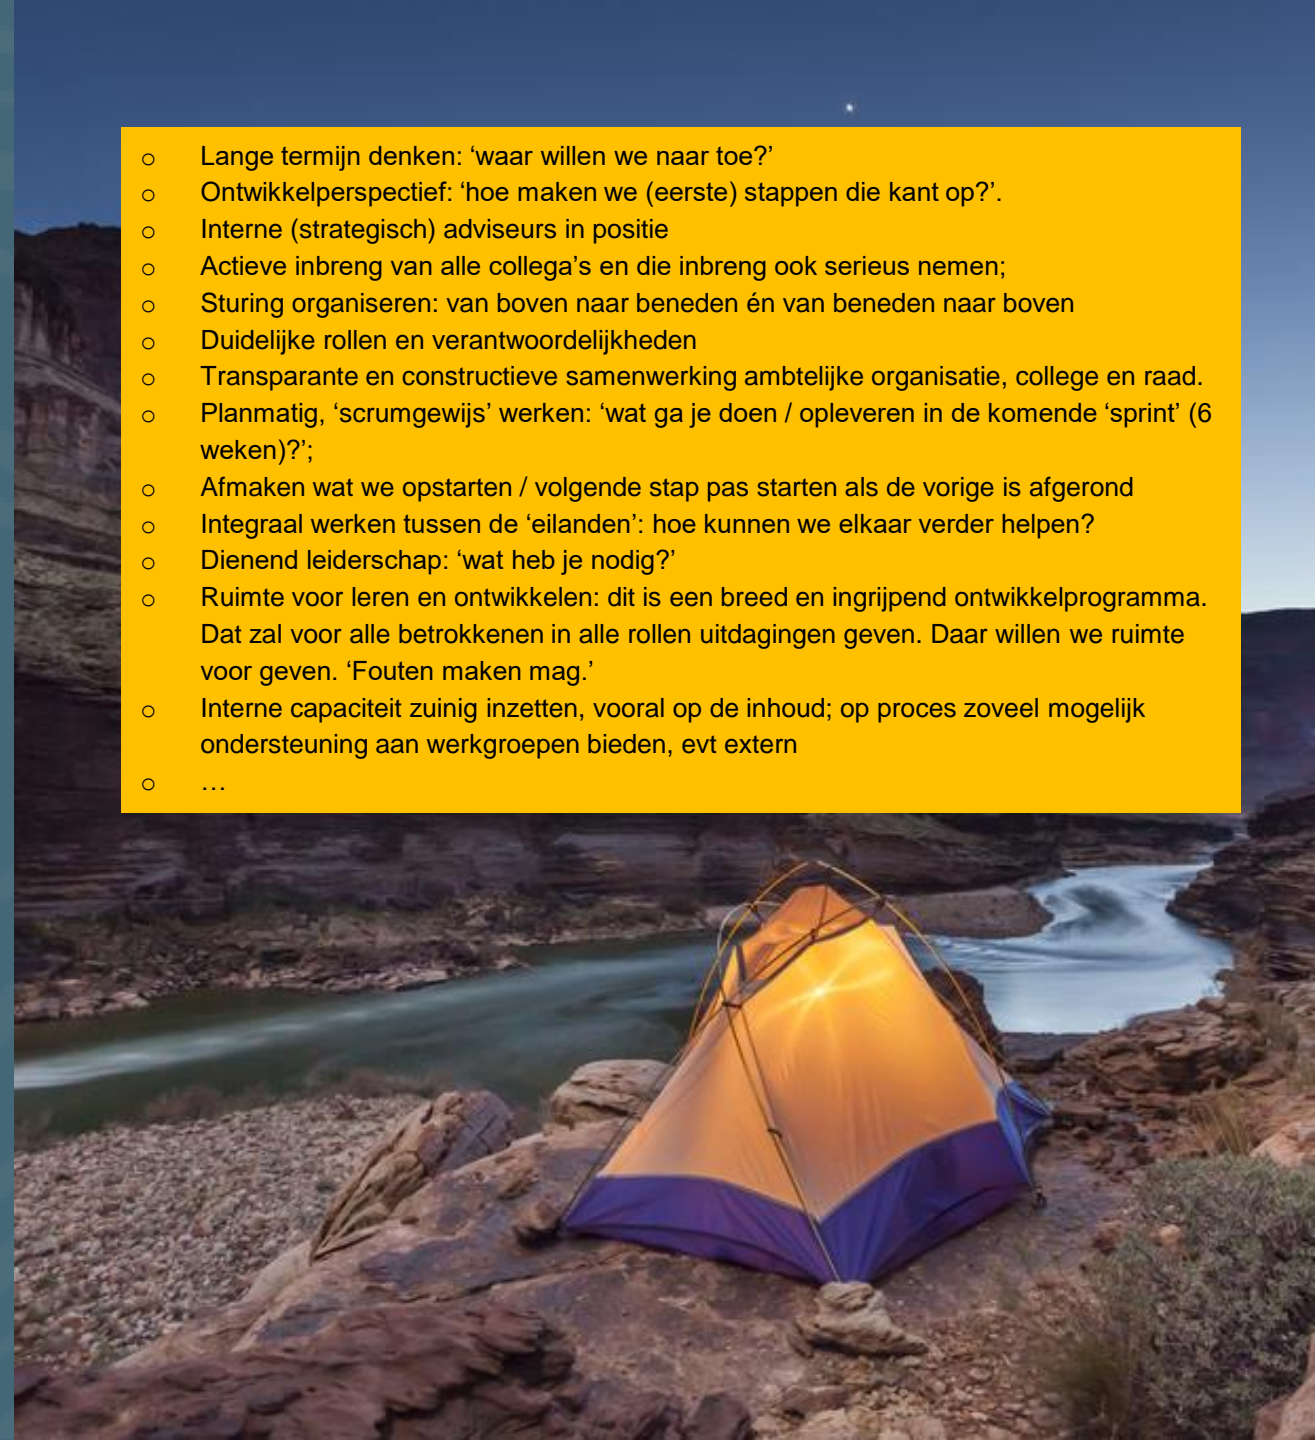 o Lange termijn denken: ‘waar willen we naar toe?’
o Ontwikkelperspectief: ‘hoe maken we (eerste) stappen die kant op?’.
o Interne (strategisch) adviseurs in positie
o Actieve inbreng van alle collega’s en die inbreng ook serieus nemen;
o Sturing organiseren: van boven naar beneden én van beneden naar boven
o Duidelijke rollen en verantwoordelijkheden
o Transparante en constructieve samenwerking ambtelijke organisatie, college en raad.
o Planmatig, ‘scrumgewijs’ werken: ‘wat ga je doen / opleveren in de komende ‘sprint’ (6
weken)?’;
o Afmaken wat we opstarten / volgende stap pas starten als de vorige is afgerond
o Integraal werken tussen de ‘eilanden’: hoe kunnen we elkaar verder helpen?
o Dienend leiderschap: ‘wat heb je nodig?’
o Ruimte voor leren en ontwikkelen: dit is een breed en ingrijpend ontwikkelprogramma.
Dat zal voor alle betrokkenen in alle rollen uitdagingen geven. Daar willen we ruimte
voor geven. ‘Fouten maken mag.’
o Interne capaciteit zuinig inzetten, vooral op de inhoud; op proces zoveel mogelijk
ondersteuning aan werkgroepen bieden, evt extern
o …